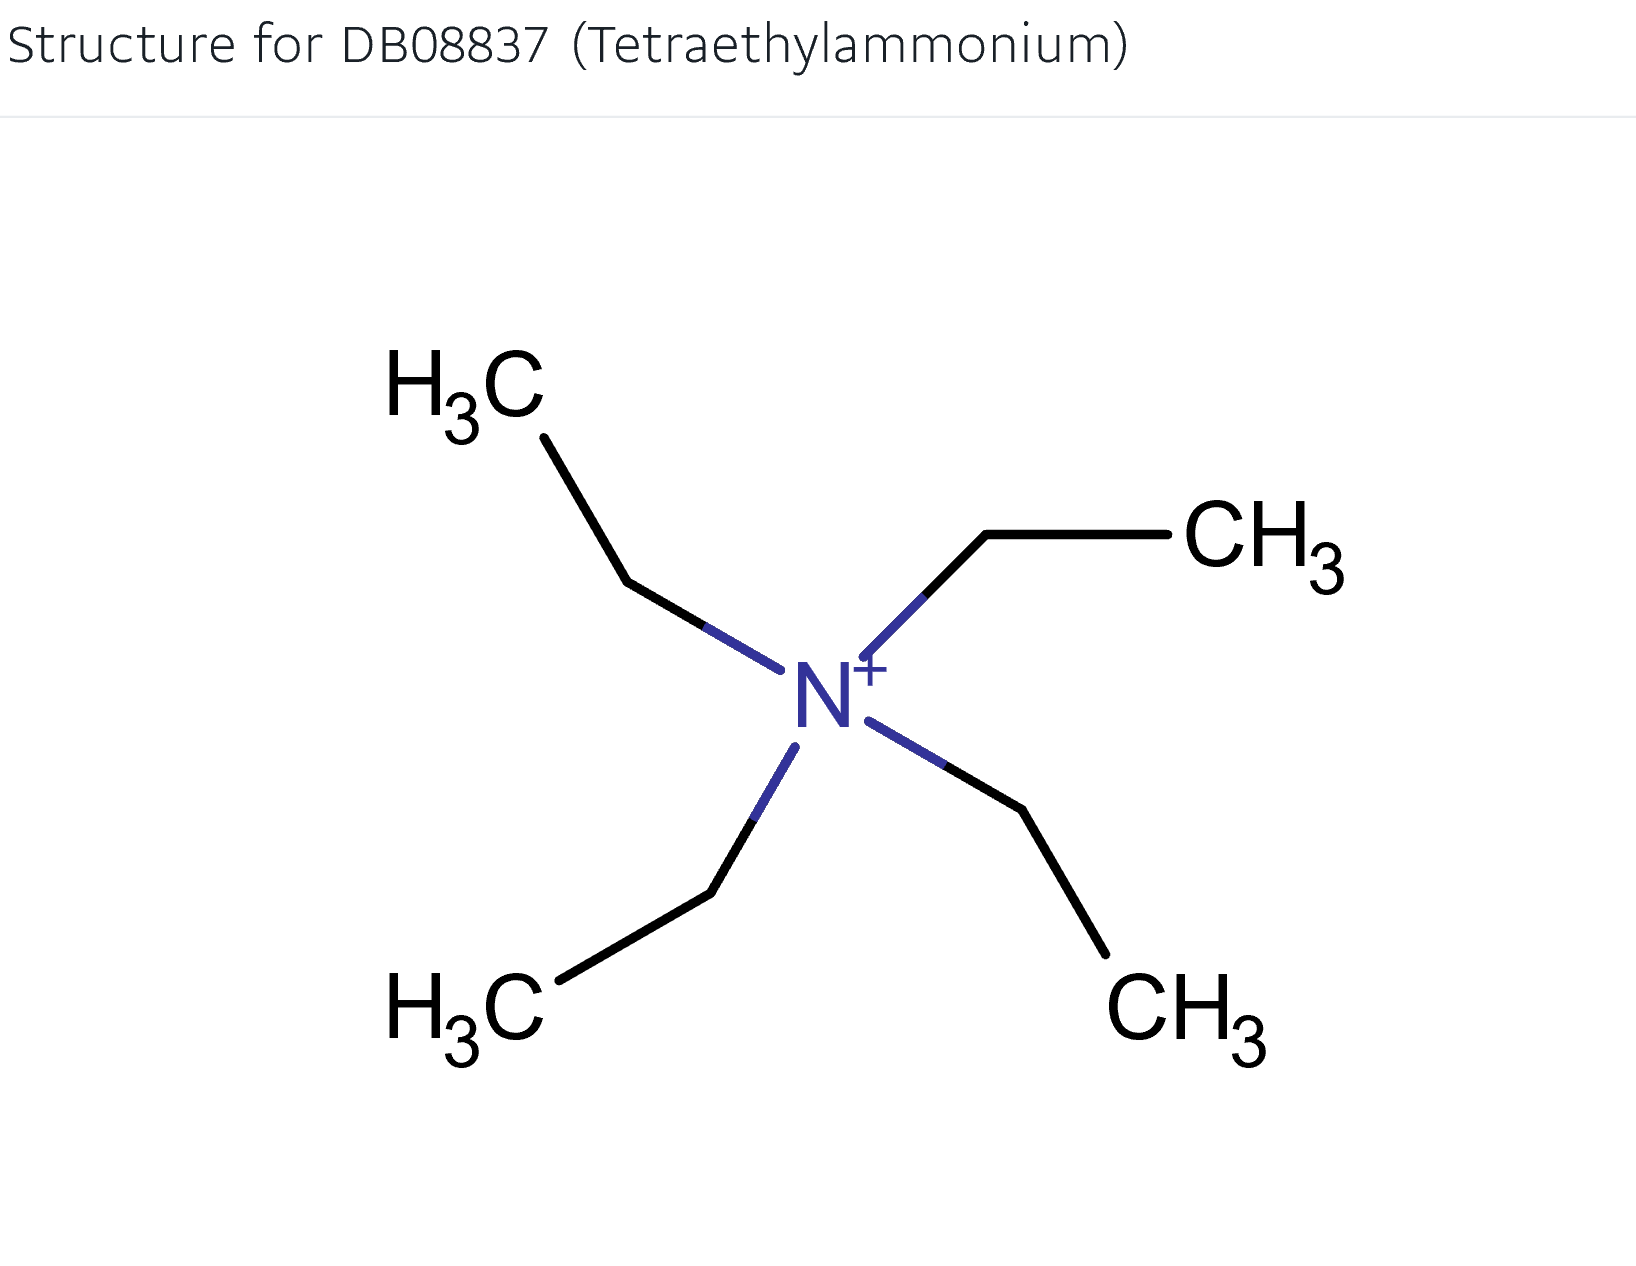 Structure for DB08837 (Tetraethylammonium)
H₃C
CH₃
N⁺
H₃C
CH₃